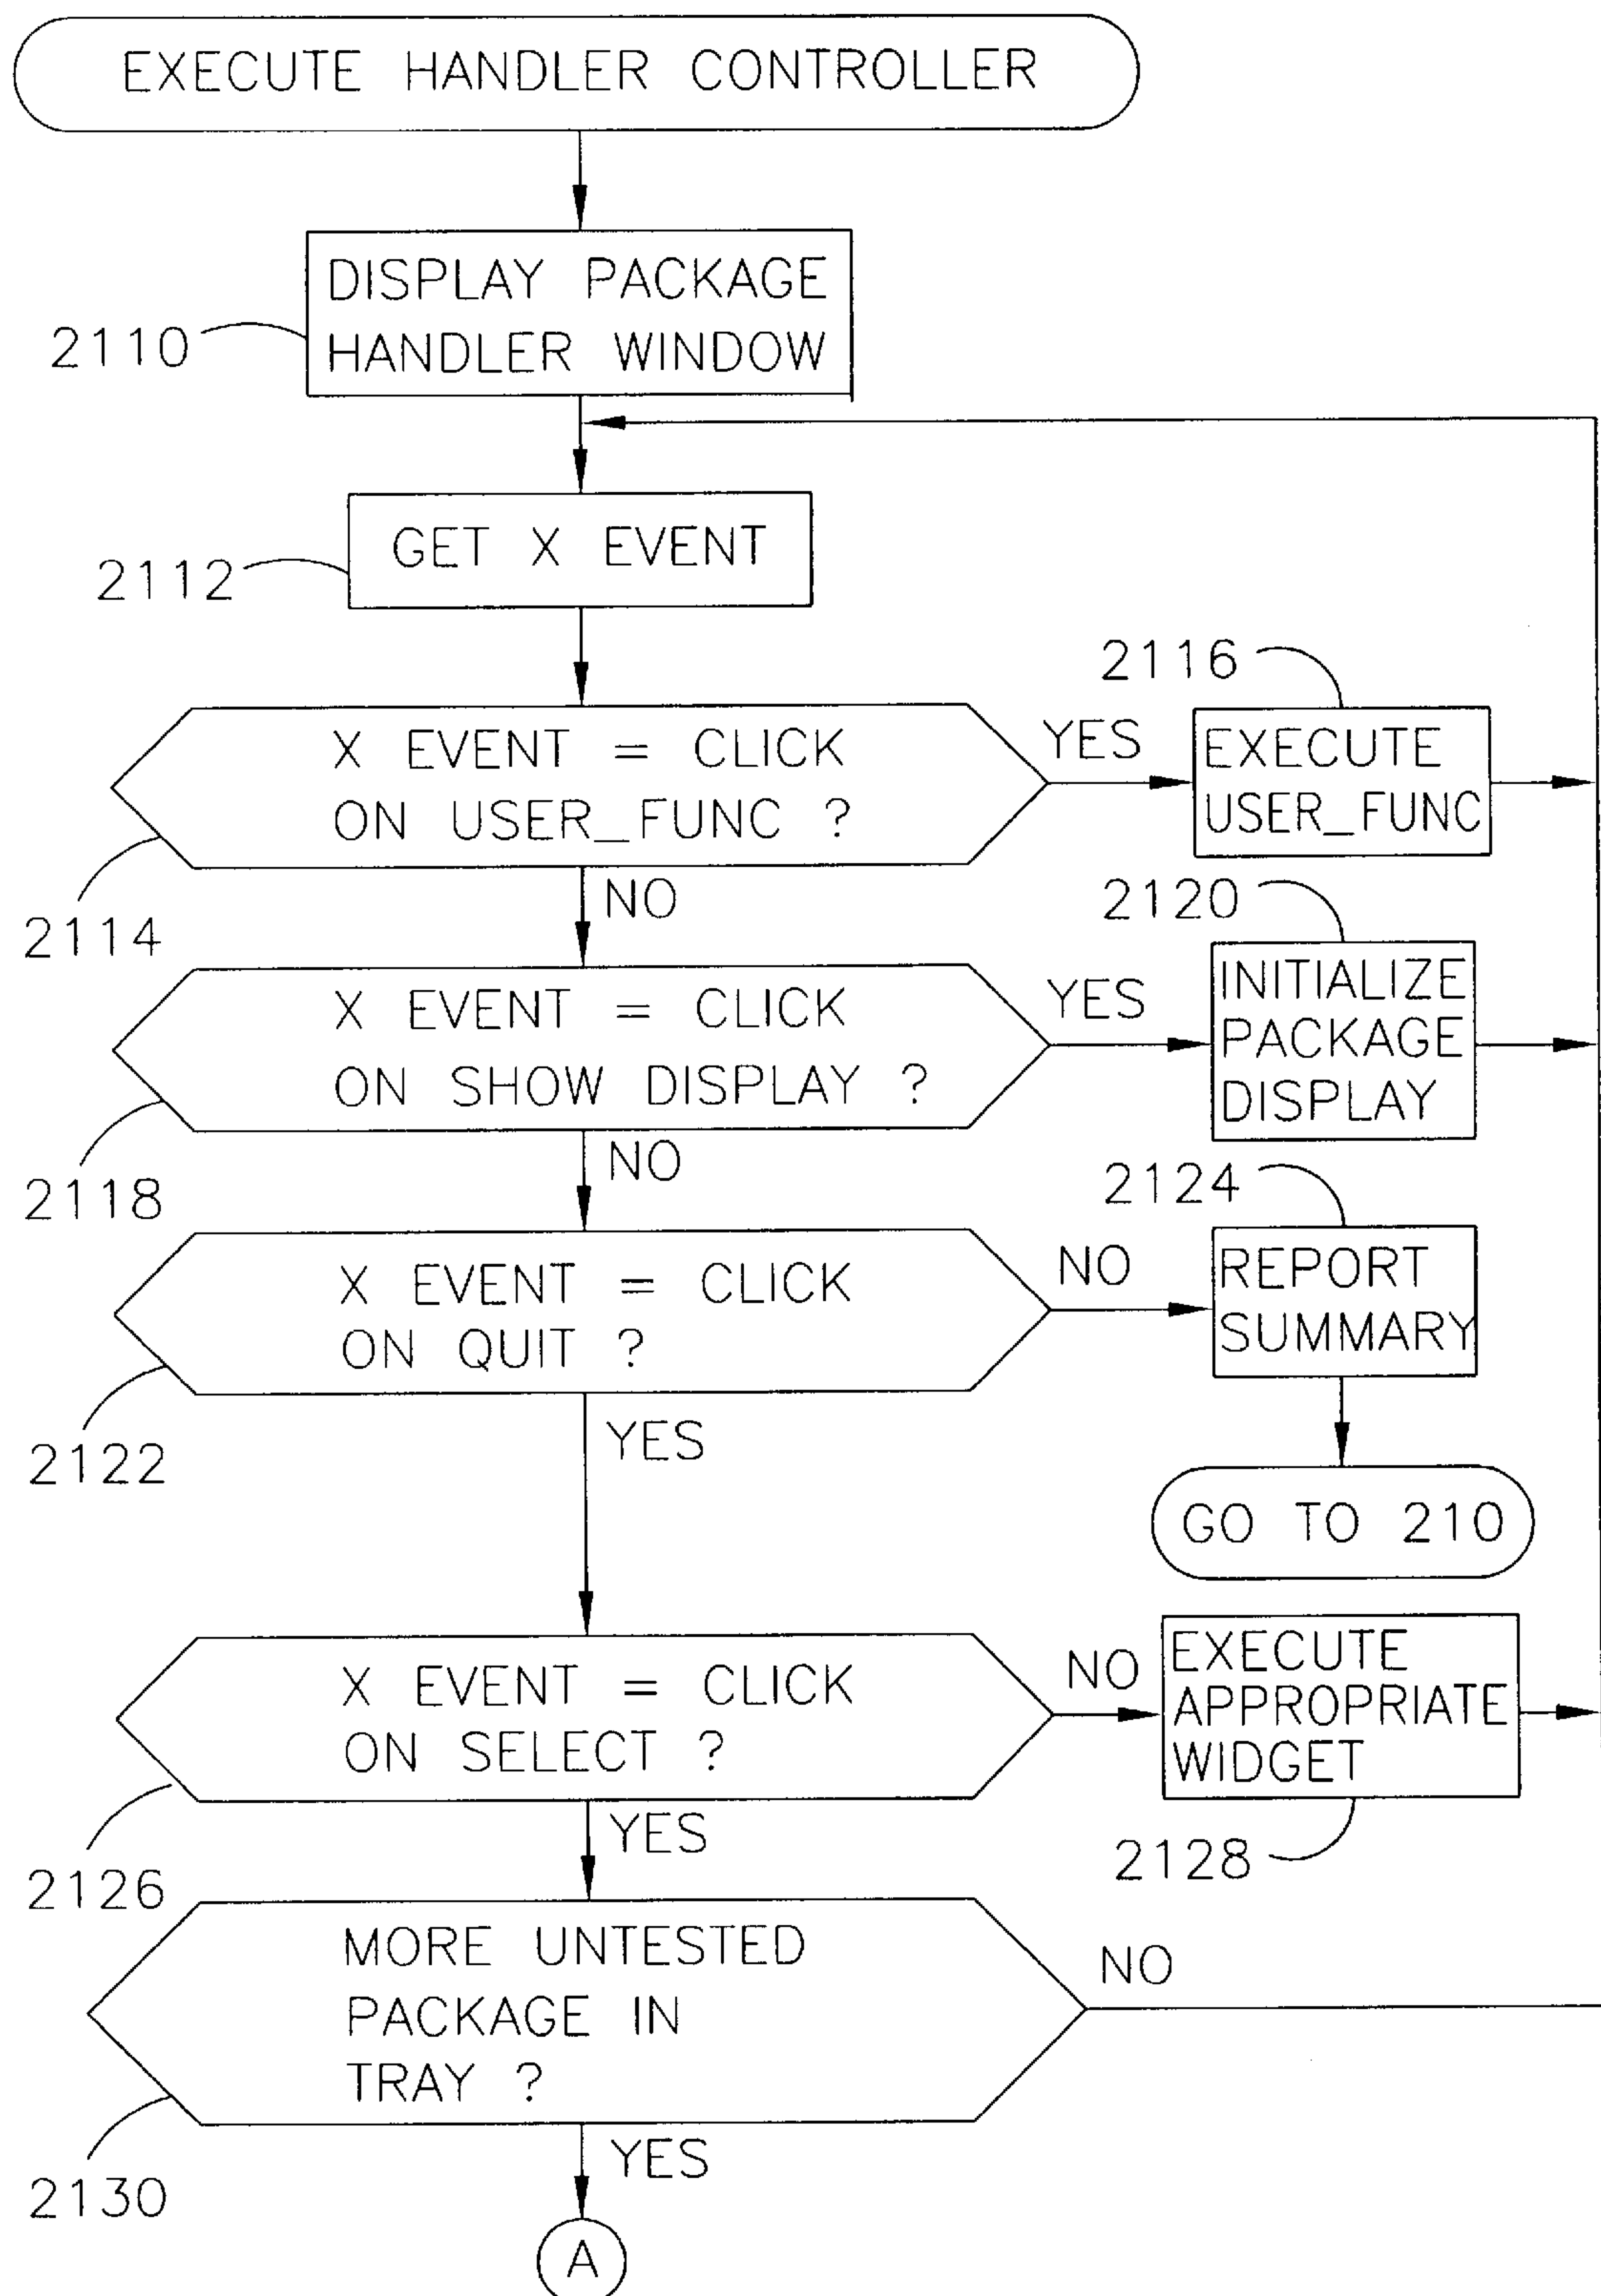 EXECUTE HANDLER CONTROLLER
DISPLAY PACKAGE
HANDLER WINDOW
2110
GET X EVENT
2112
2116
X EVENT = CLICK
ON USER_FUNC ?
YES
EXECUTE
USER_FUNC
2114
NO
2120
X EVENT = CLICK
ON SHOW DISPLAY ?
YES
INITIALIZE
PACKAGE
DISPLAY
2118
NO
2124
X EVENT = CLICK
ON QUIT ?
NO
REPORT
SUMMARY
2122
YES
GO TO 210
X EVENT = CLICK
ON SELECT ?
NO
EXECUTE
APPROPRIATE
WIDGET
2126
YES
2128
MORE UNTESTED
PACKAGE IN
TRAY ?
NO
2130
YES
A